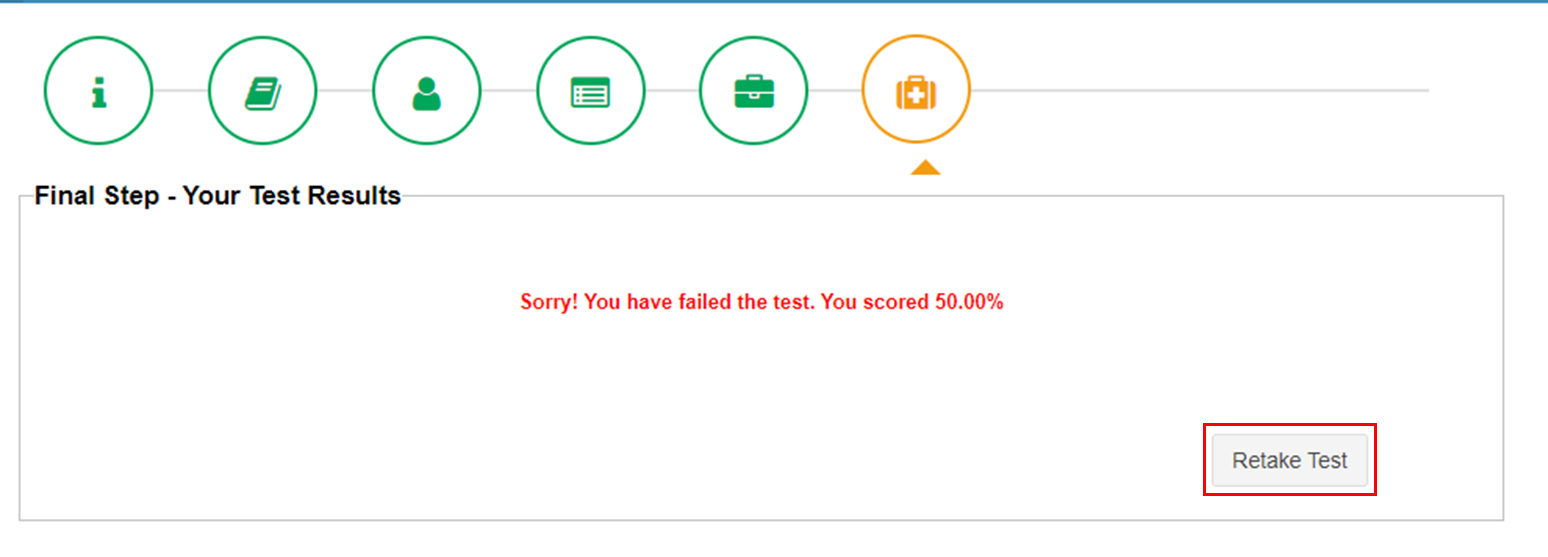 Final Step - Your Test Results
Sorry! You have failed the test. You scored 50.00%
Retake Test